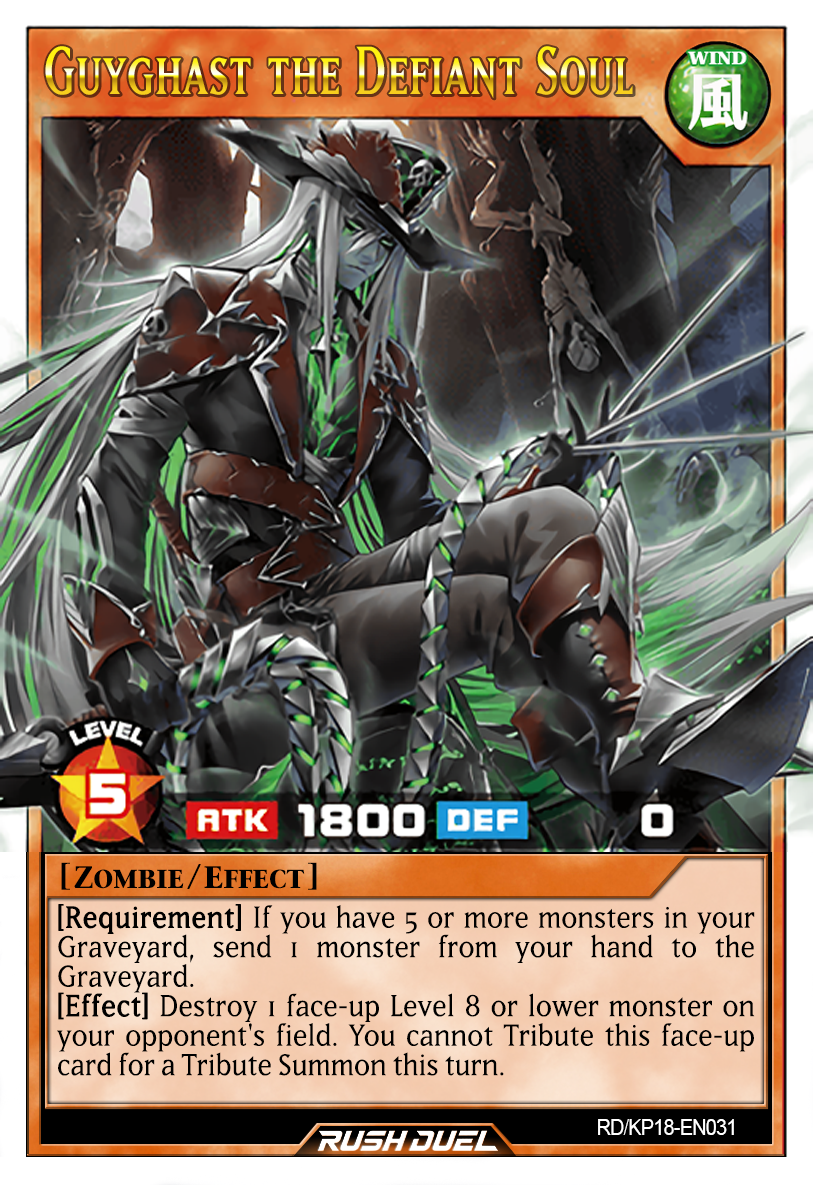 Guyghast the Defiant Soul
WIND
風
LEVEL
5
ATK 1800 DEF 0
[Zombie/Effect]
[Requirement] If you have 5 or more monsters in your
Graveyard, send 1 monster from your hand to the
Graveyard.
[Effect] Destroy 1 face-up Level 8 or lower monster on
your opponent's field. You cannot Tribute this face-up
card for a Tribute Summon this turn.
RD/KP18-EN031
RUSH DUEL